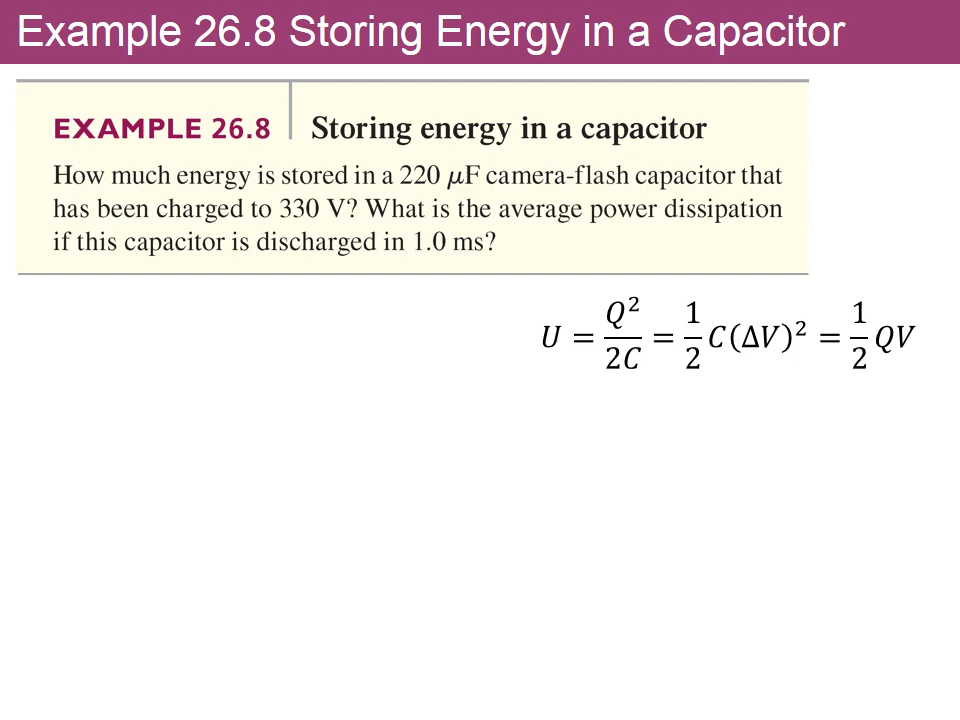 Example 26.8 Storing Energy in a Capacitor
EXAMPLE 26.8 Storing energy in a capacitor
How much energy is stored in a 220 μF camera-flash capacitor that
has been charged to 330 V? What is the average power dissipation
if this capacitor is discharged in 1.0 ms?
U = Q²/2C = 1/2 C(ΔV)² = 1/2 QV